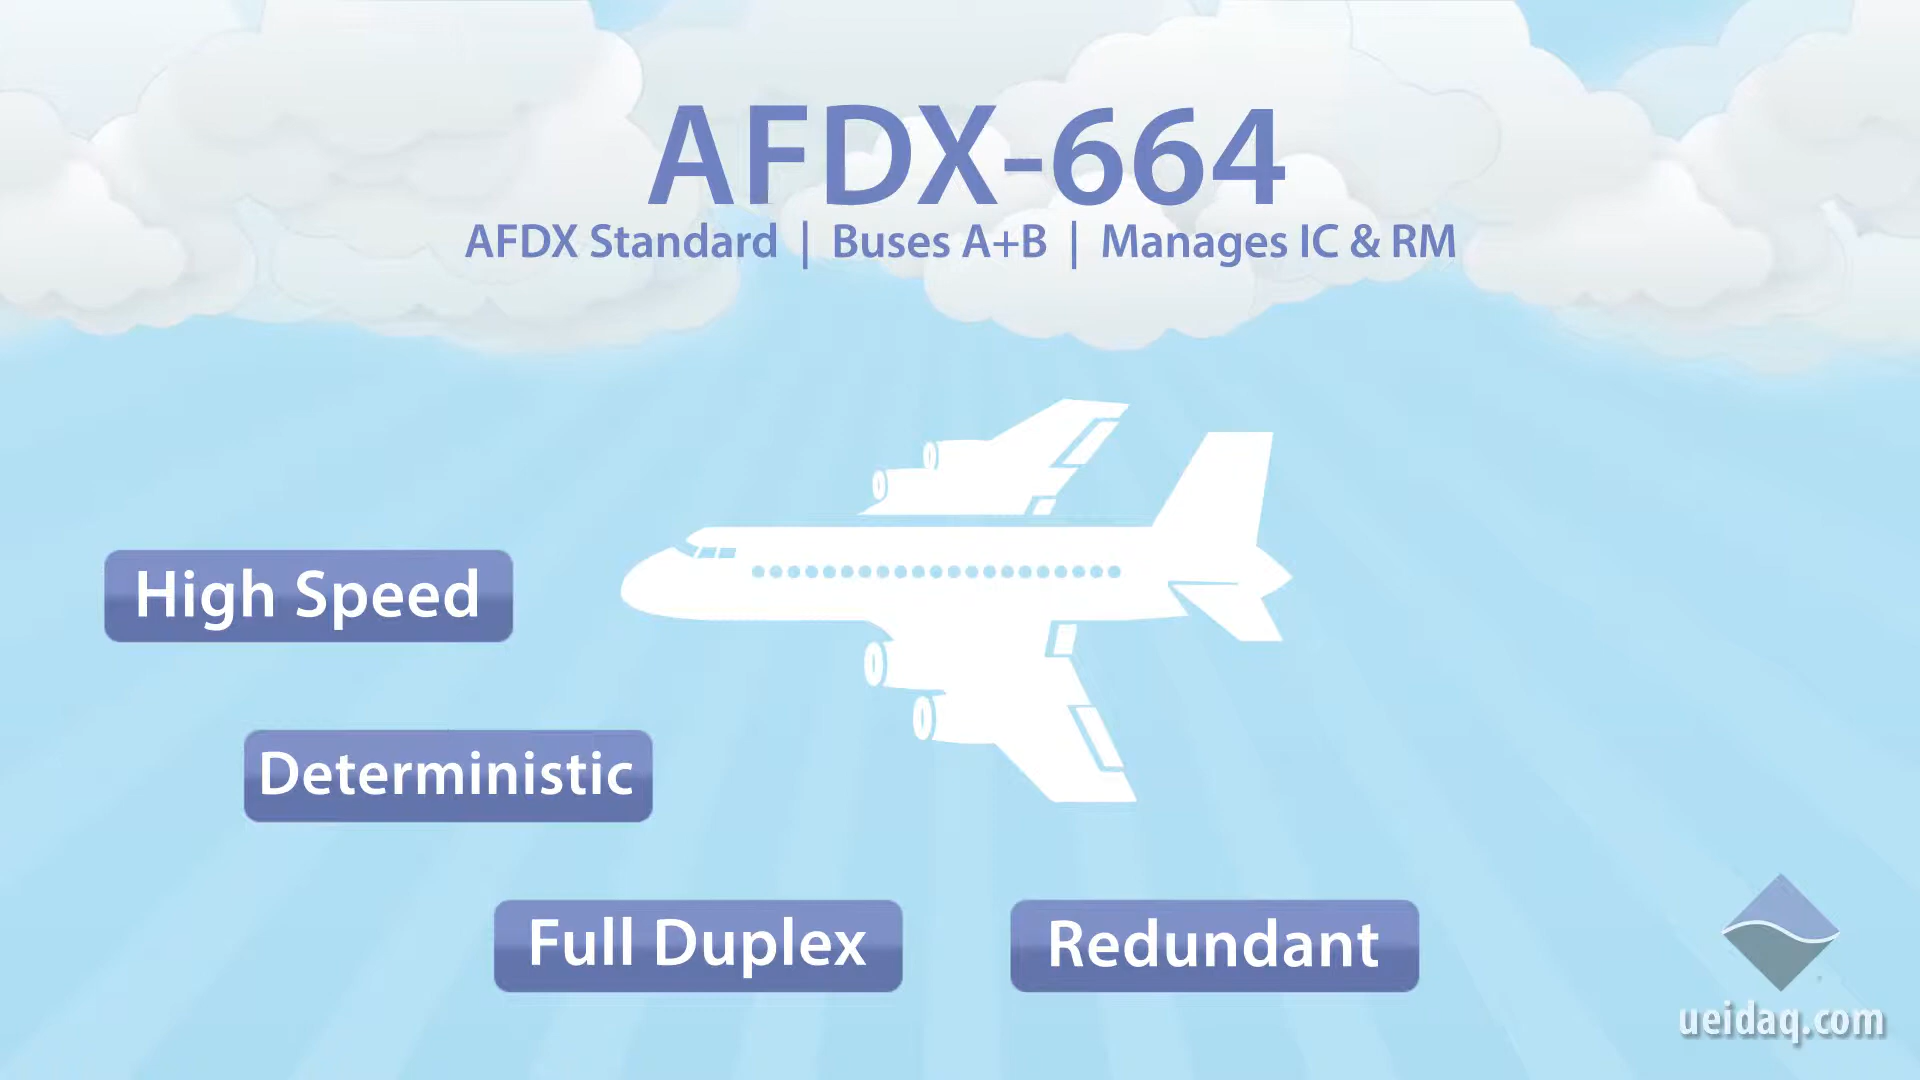 AFDX-664
AFDX Standard | Buses A+B | Manages IC & RM
High Speed
Deterministic
Full Duplex
Redundant
ueidaq.com